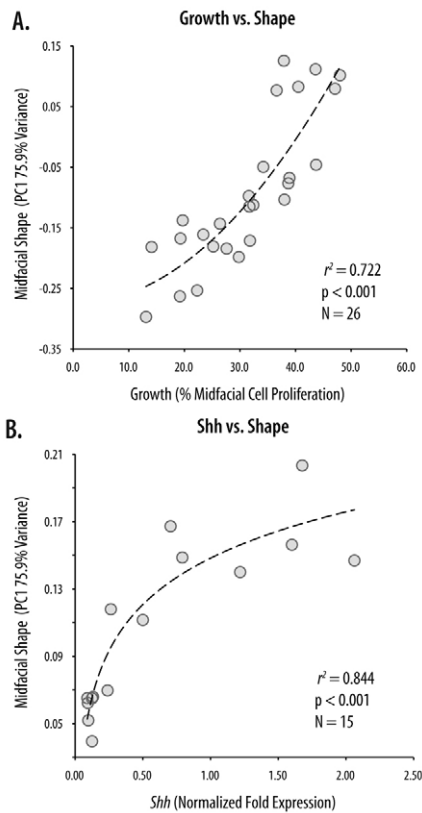 A.
Growth vs. Shape
Midfacial Shape (PC1 75.9% Variance)
0.15
0.05
-0.05
-0.15
-0.25
-0.35
r² = 0.722
p < 0.001
N = 26
0.0 10.0 20.0 30.0 40.0 50.0 60.0
Growth (% Midfacial Cell Proliferation)
B.
Shh vs. Shape
Midfacial Shape (PC1 75.9% Variance)
0.21
0.17
0.13
0.09
0.05
r² = 0.844
p < 0.001
N = 15
0.00 0.50 1.00 1.50 2.00 2.50
Shh (Normalized Fold Expression)